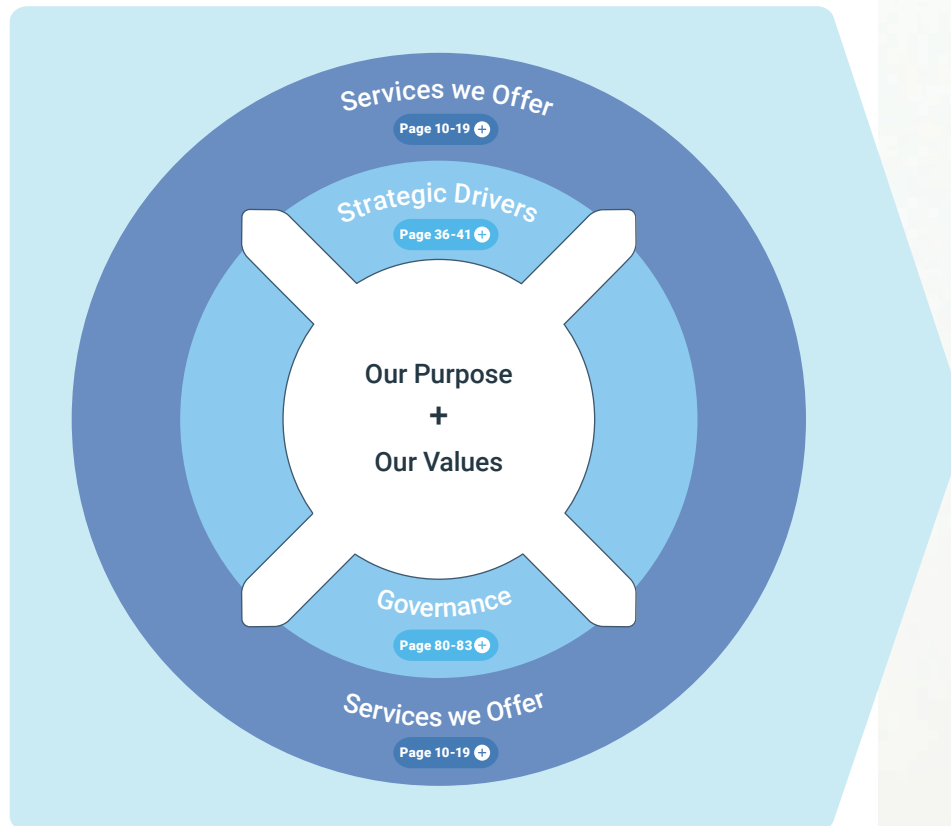 Services we Offer
Page 10-19 +
Strategic Drivers
Page 36-41 +
Our Purpose
+
Our Values
Governance
Page 80-83 +
Services we Offer
Page 10-19 +